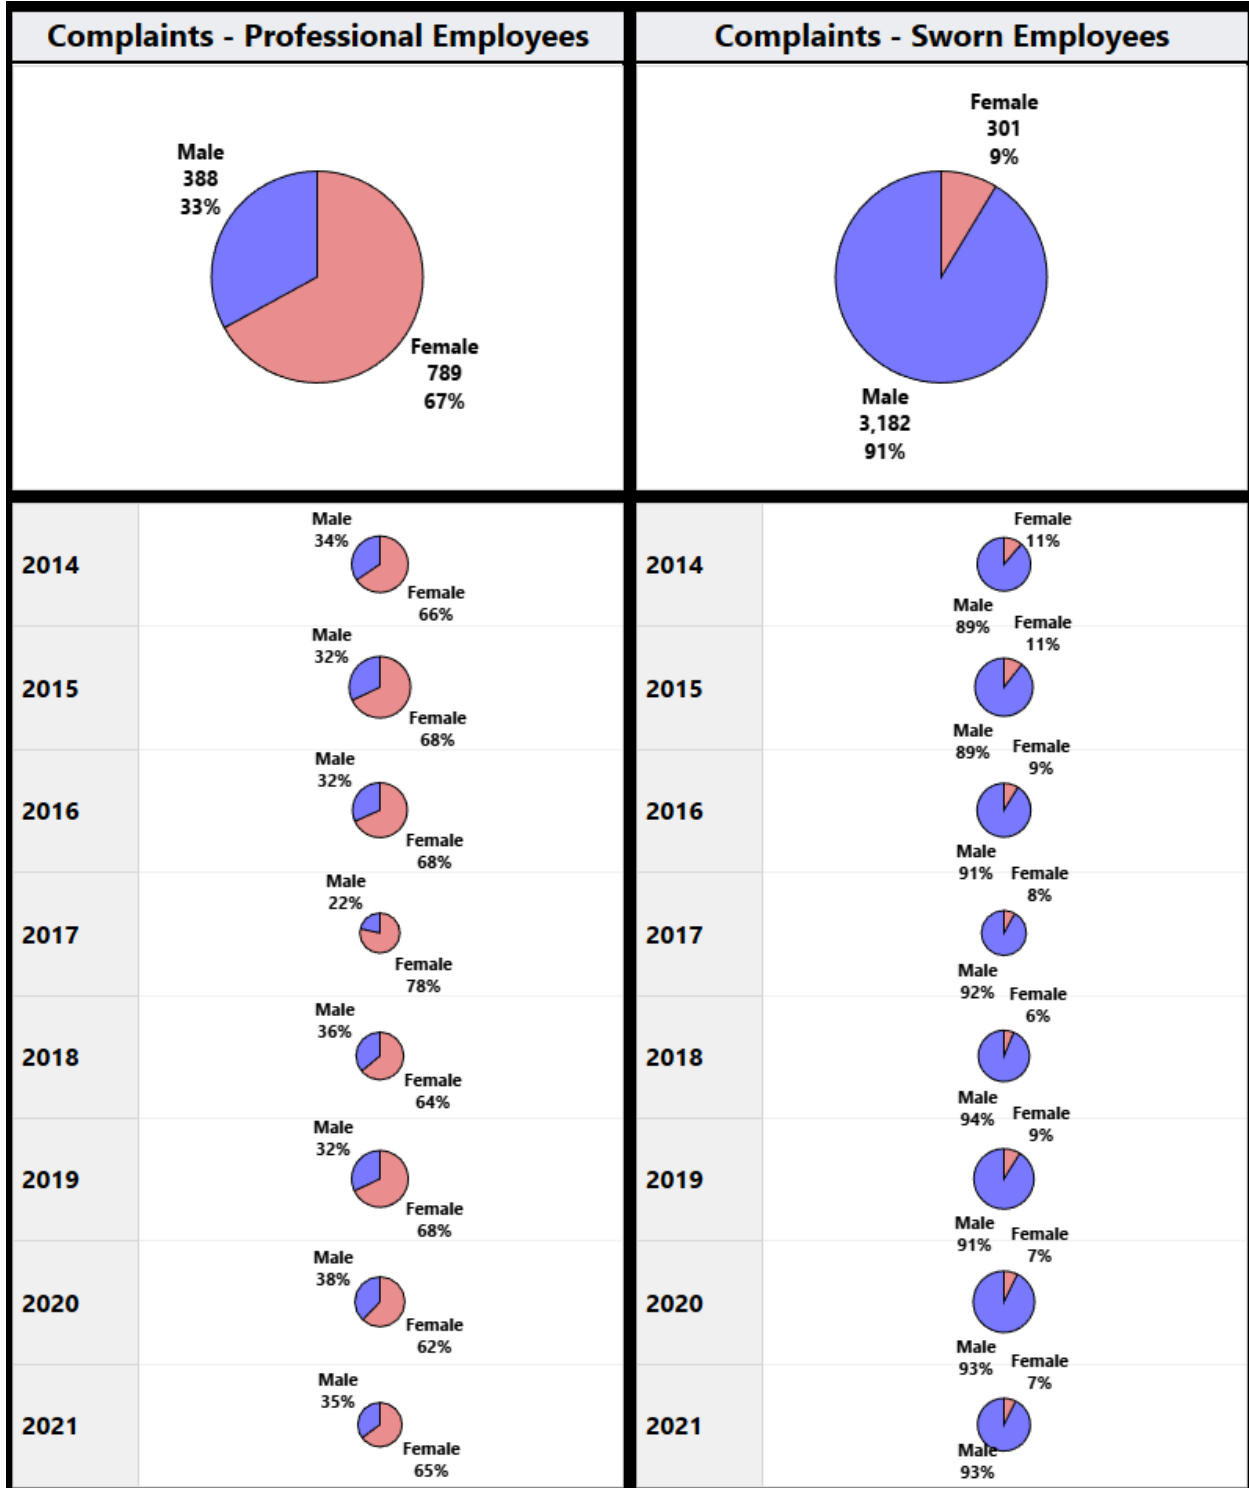 Complaints - Professional Employees
Male
388
33%
Female
789
67%
Complaints - Sworn Employees
Female
301
9%
Male
3,182
91%
2014
Male
34%
Female
66%
2015
Male
32%
Female
68%
2016
Male
32%
Female
68%
2017
Male
22%
Female
78%
2018
Male
36%
Female
64%
2019
Male
32%
Female
68%
2020
Male
38%
Female
62%
2021
Male
35%
Female
65%
2014
Female
11%
Male
89%
2015
Female
11%
Male
89%
2016
Female
9%
Male
91%
2017
Female
8%
Male
92%
2018
Female
6%
Male
94%
2019
Female
9%
Male
91%
2020
Female
7%
Male
93%
2021
Female
7%
Male
93%